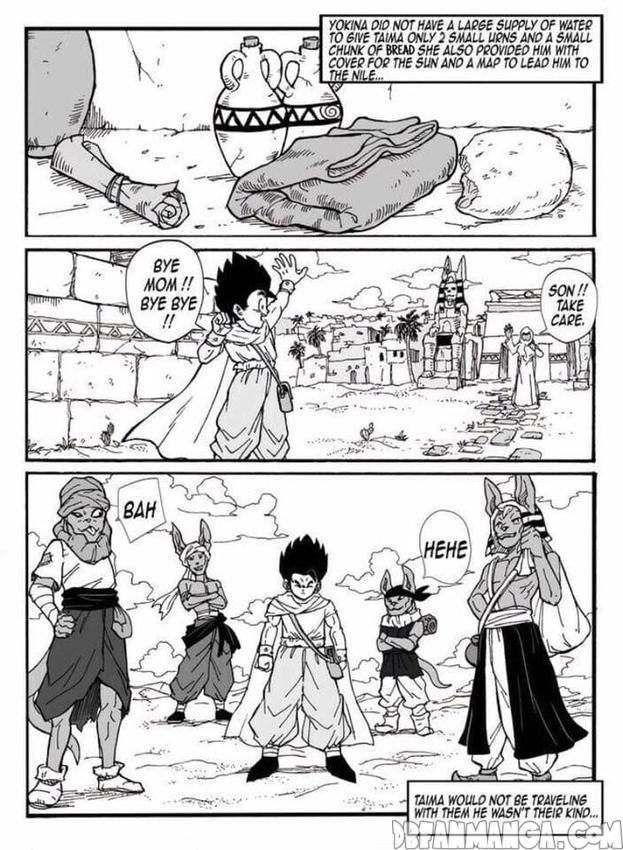 YOKINA DID NOT HAVE A LARGE SUPPLY OF WATER
TO GIVE TAIMA ONLY 2 SMALL URNS AND A SMALL
CHUNK OF BREAD SHE ALSO PROVIDED HIM WITH
COVER FOR THE SUN AND A MAP TO LEAD HIM TO
THE NILE...
BYE
MOM !!
BYE BYE
!!
SON !!
TAKE
CARE.
BAH
HEHE
TAIMA WOULD NOT BE TRAVELING
WITH THEM HE WASN'T THEIR KIND...
DBFANMANGA.COM